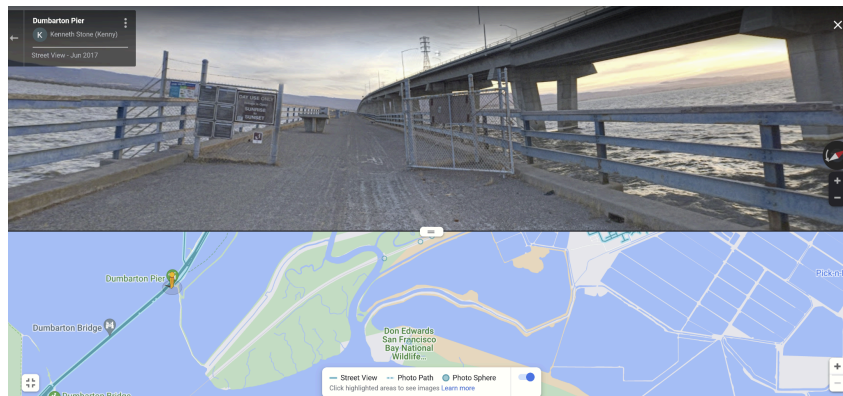 Dumbarton Pier
K Kenneth Stone (Kenny)
Street View - Jun 2017
DAY USE ONLY
SUNRISE
TO
SUNSET
Dumbarton Pier
Pick-n
Dumbarton Bridge
Don Edwards
San Francisco
Bay National
Wildlife...
Street View Photo Path Photo Sphere
Click highlighted areas to see images Learn more
Dumbarton Bridge